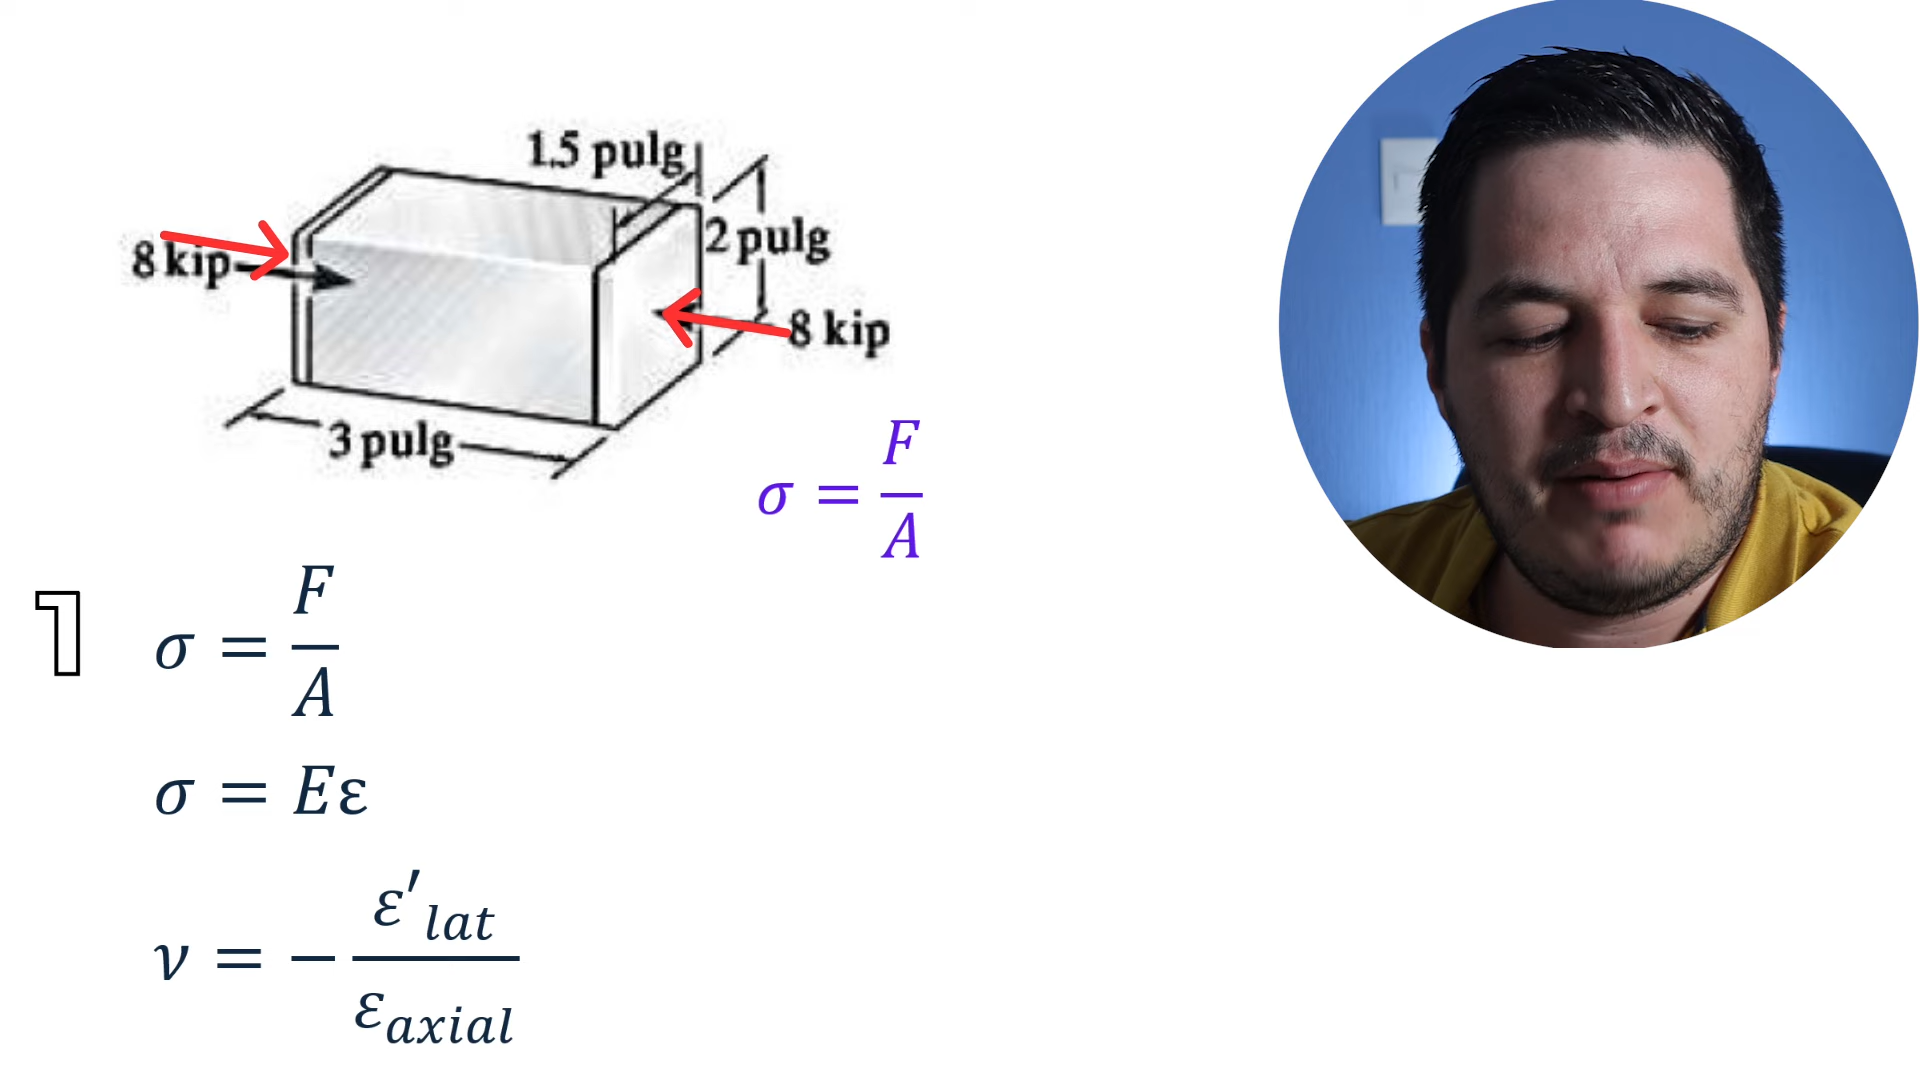 1.5 pulg
2 pulg
8 kip
8 kip
3 pulg
σ = F/A
1
σ = F/A
σ = Eε
ν = − ε′lat/εaxial